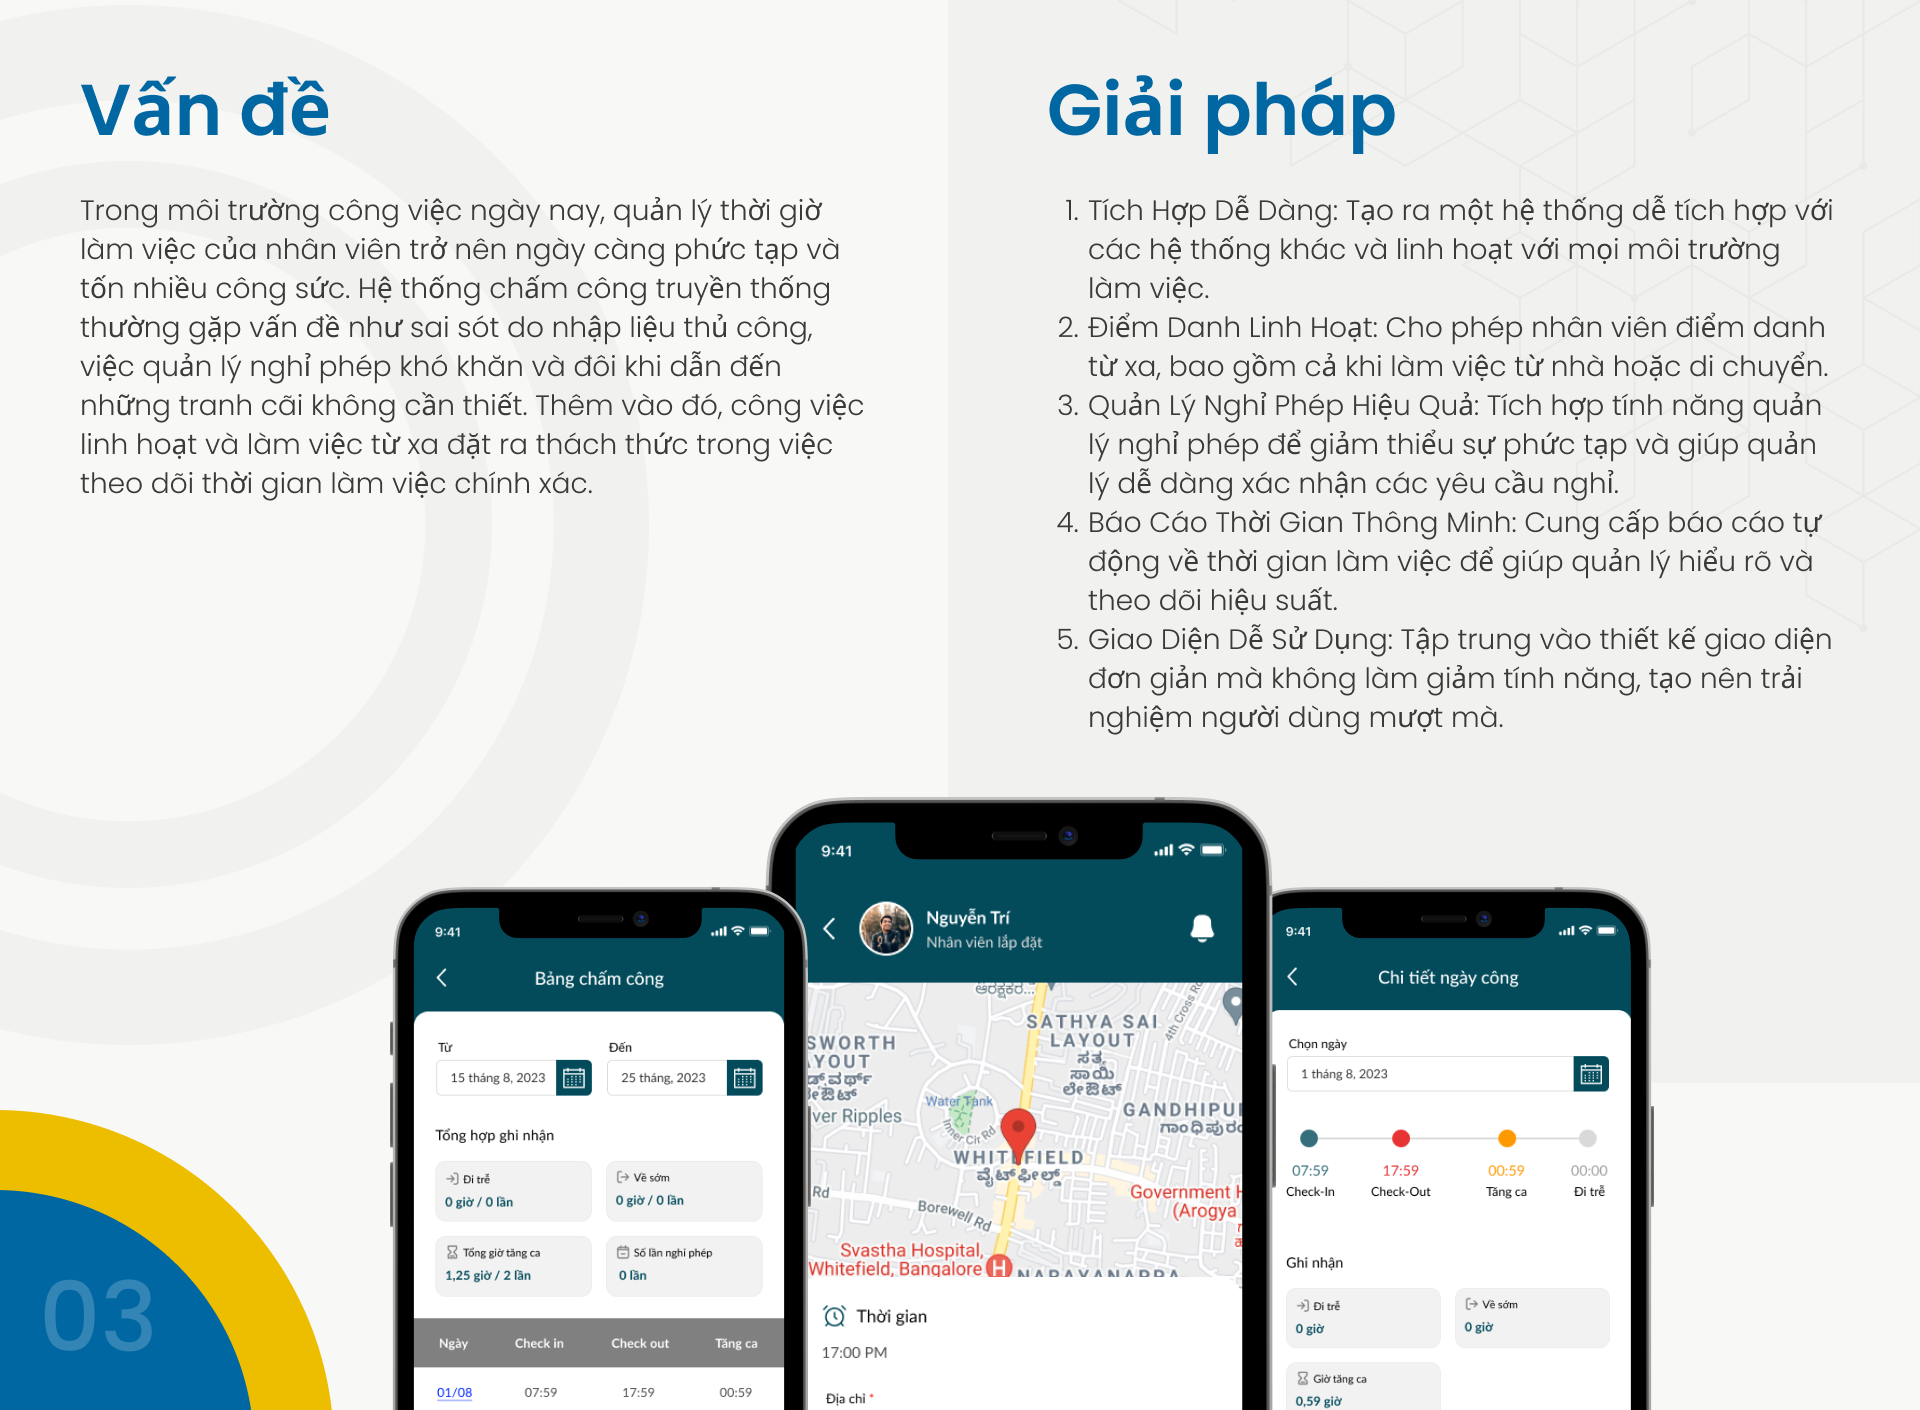 Vấn đề
Trong môi trường công việc ngày nay, quản lý thời giờ
làm việc của nhân viên trở nên ngày càng phức tạp và
tốn nhiều công sức. Hệ thống chấm công truyền thống
thường gặp vấn đề như sai sót do nhập liệu thủ công,
việc quản lý nghỉ phép khó khăn và đôi khi dẫn đến
những tranh cãi không cần thiết. Thêm vào đó, công việc
linh hoạt và làm việc từ xa đặt ra thách thức trong việc
theo dõi thời gian làm việc chính xác.
Giải pháp
1. Tích Hợp Dễ Dàng: Tạo ra một hệ thống dễ tích hợp với
các hệ thống khác và linh hoạt với mọi môi trường
làm việc.
2. Điểm Danh Linh Hoạt: Cho phép nhân viên điểm danh
từ xa, bao gồm cả khi làm việc từ nhà hoặc di chuyển.
3. Quản Lý Nghỉ Phép Hiệu Quả: Tích hợp tính năng quản
lý nghỉ phép để giảm thiểu sự phức tạp và giúp quản
lý dễ dàng xác nhận các yêu cầu nghỉ.
4. Báo Cáo Thời Gian Thông Minh: Cung cấp báo cáo tự
động về thời gian làm việc để giúp quản lý hiểu rõ và
theo dõi hiệu suất.
5. Giao Diện Dễ Sử Dụng: Tập trung vào thiết kế giao diện
đơn giản mà không làm giảm tính năng, tạo nên trải
nghiệm người dùng mượt mà.
9:41
Bảng chấm công
Từ
Đến
15 tháng 8, 2023
25 tháng, 2023
Tổng hợp ghi nhận
Đi trễ
0 giờ / 0 lần
Về sớm
0 giờ / 0 lần
Tổng giờ tăng ca
1,25 giờ / 2 lần
Số lần nghỉ phép
0 lần
Ngày Check in Check out Tăng ca
01/08 07:59 17:59 00:59
9:41
Nguyễn Trí
Nhân viên lắp đặt
SATHYA SAI
LAYOUT
ಸತ್ಯ
ಸಾಯಿ
ಲೇಔಟ್
4th Cross Rd
SWORTH
YOUT
ver Ripples
Water Tank
Inner Cir Rd
GANDHIPU
WHITEFIELD
ವೈಟ್‌ಫೀಲ್ಡ್
Rd
Borewell Rd
Government
(Arogya
Svastha Hospital,
Whitefield, Bangalore
H
NARAYANAPPA
Thời gian
17:00 PM
Địa chỉ *
9:41
Chi tiết ngày công
Chọn ngày
1 tháng 8, 2023
07:59 17:59 00:59 00:00
Check-In Check-Out Tăng ca Đi trễ
Ghi nhận
Đi trễ
0 giờ
Về sớm
0 giờ
Giờ tăng ca
0,59 giờ
03